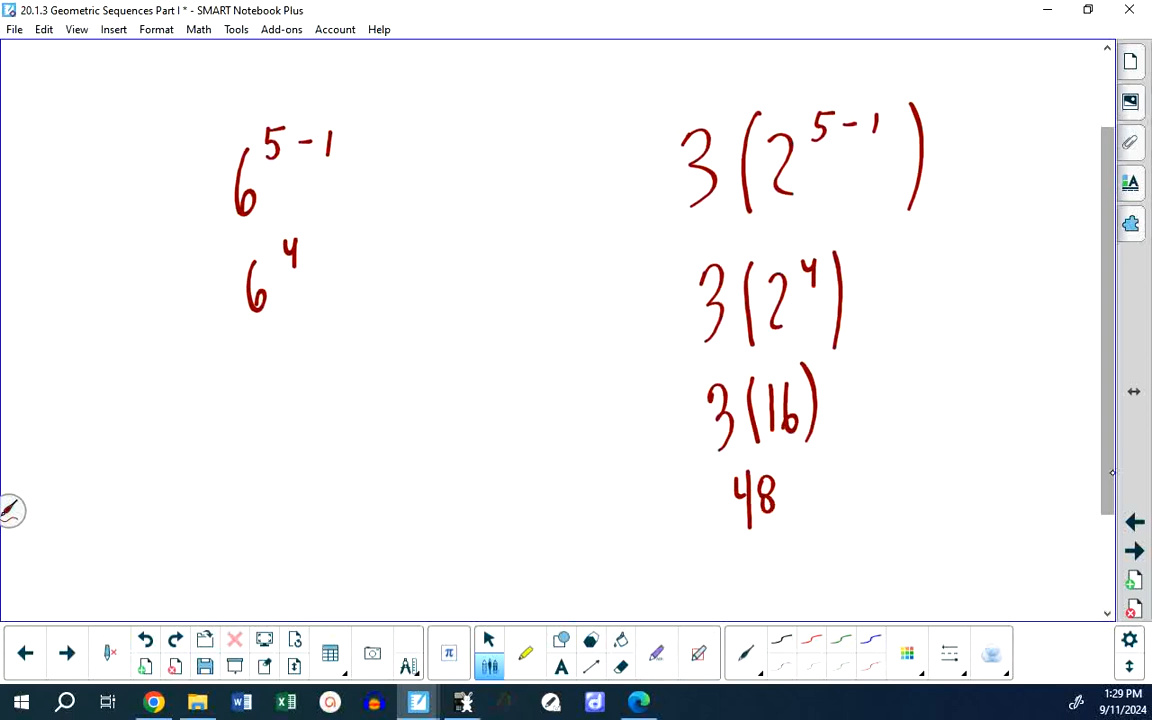 20.1.3 Geometric Sequences Part I * - SMART Notebook Plus
File Edit View Insert Format Math Tools Add-ons Account Help
6^{5-1}
6^4
3(2^{5-1})
3(2^4)
3(16)
48
1:29 PM
9/11/2024